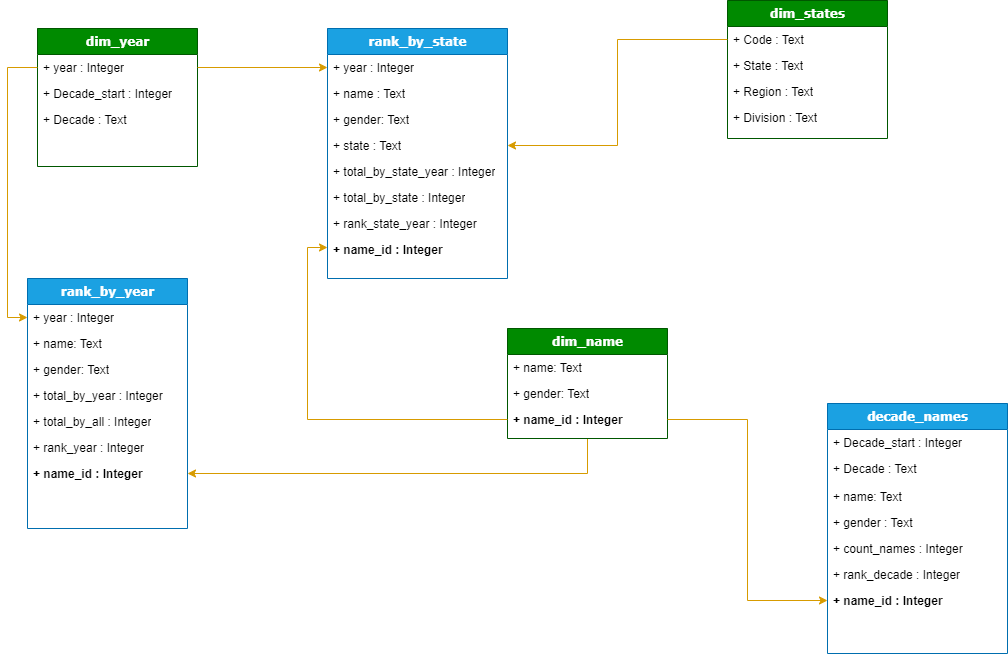 dim_year
+ year : Integer
+ Decade_start : Integer
+ Decade : Text
rank_by_state
+ year : Integer
+ name : Text
+ gender: Text
+ state : Text
+ total_by_state_year : Integer
+ total_by_state : Integer
+ rank_state_year : Integer
+ name_id : Integer
dim_states
+ Code : Text
+ State : Text
+ Region : Text
+ Division : Text
rank_by_year
+ year : Integer
+ name: Text
+ gender: Text
+ total_by_year : Integer
+ total_by_all : Integer
+ rank_year : Integer
+ name_id : Integer
dim_name
+ name: Text
+ gender: Text
+ name_id : Integer
decade_names
+ Decade_start : Integer
+ Decade : Text
+ name: Text
+ gender : Text
+ count_names : Integer
+ rank_decade : Integer
+ name_id : Integer